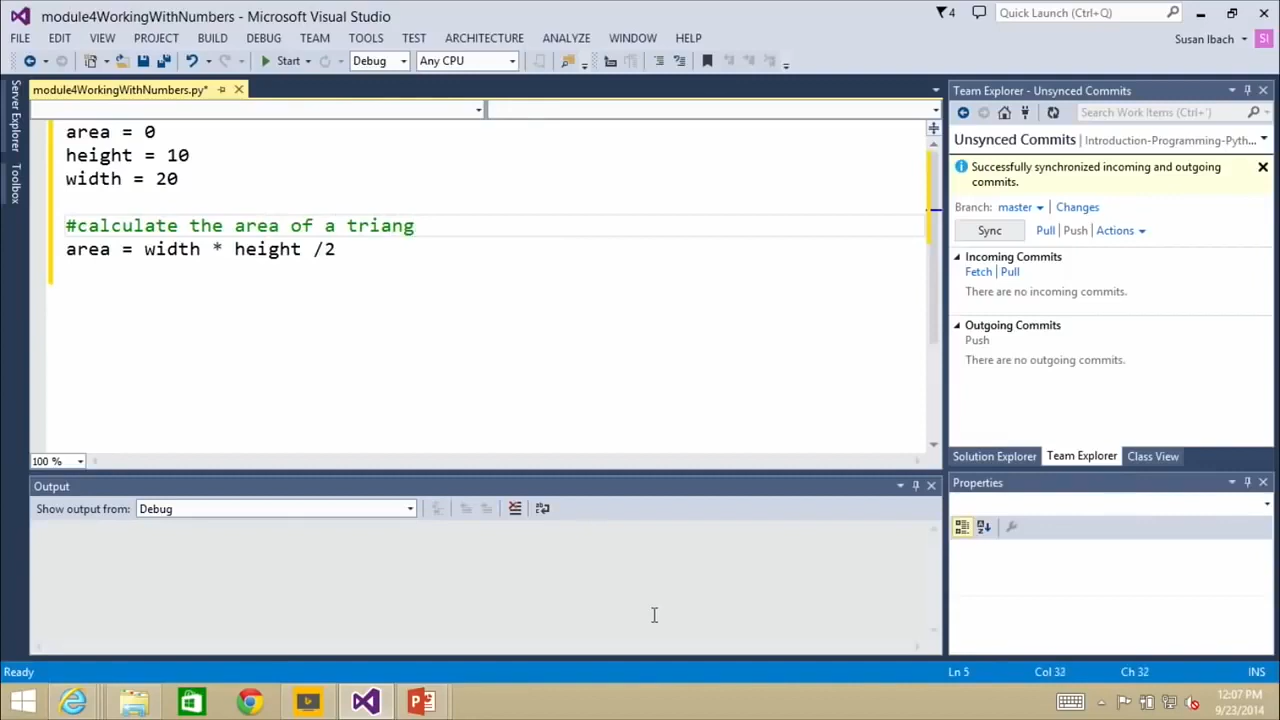 module4WorkingWithNumbers - Microsoft Visual Studio
4
Quick Launch (Ctrl+Q)
FILE EDIT VIEW PROJECT BUILD DEBUG TEAM TOOLS TEST ARCHITECTURE ANALYZE WINDOW HELP
Susan Ibach
SI
Start
Debug
Any CPU
Server Explorer
Toolbox
module4WorkingWithNumbers.py*
area = 0
height = 10
width = 20
#calculate the area of a triang
area = width * height /2
100 %
Output
Show output from: Debug
Team Explorer - Unsynced Commits
Search Work Items (Ctrl+')
Unsynced Commits | Introduction-Programming-Pyth...
Successfully synchronized incoming and outgoing
commits.
Branch: master | Changes
Sync Pull | Push | Actions
Incoming Commits
Fetch | Pull
There are no incoming commits.
Outgoing Commits
Push
There are no outgoing commits.
Solution Explorer Team Explorer Class View
Properties
Ready
Ln 5 Col 33 Ch 32 INS
12:07 PM
9/23/2014